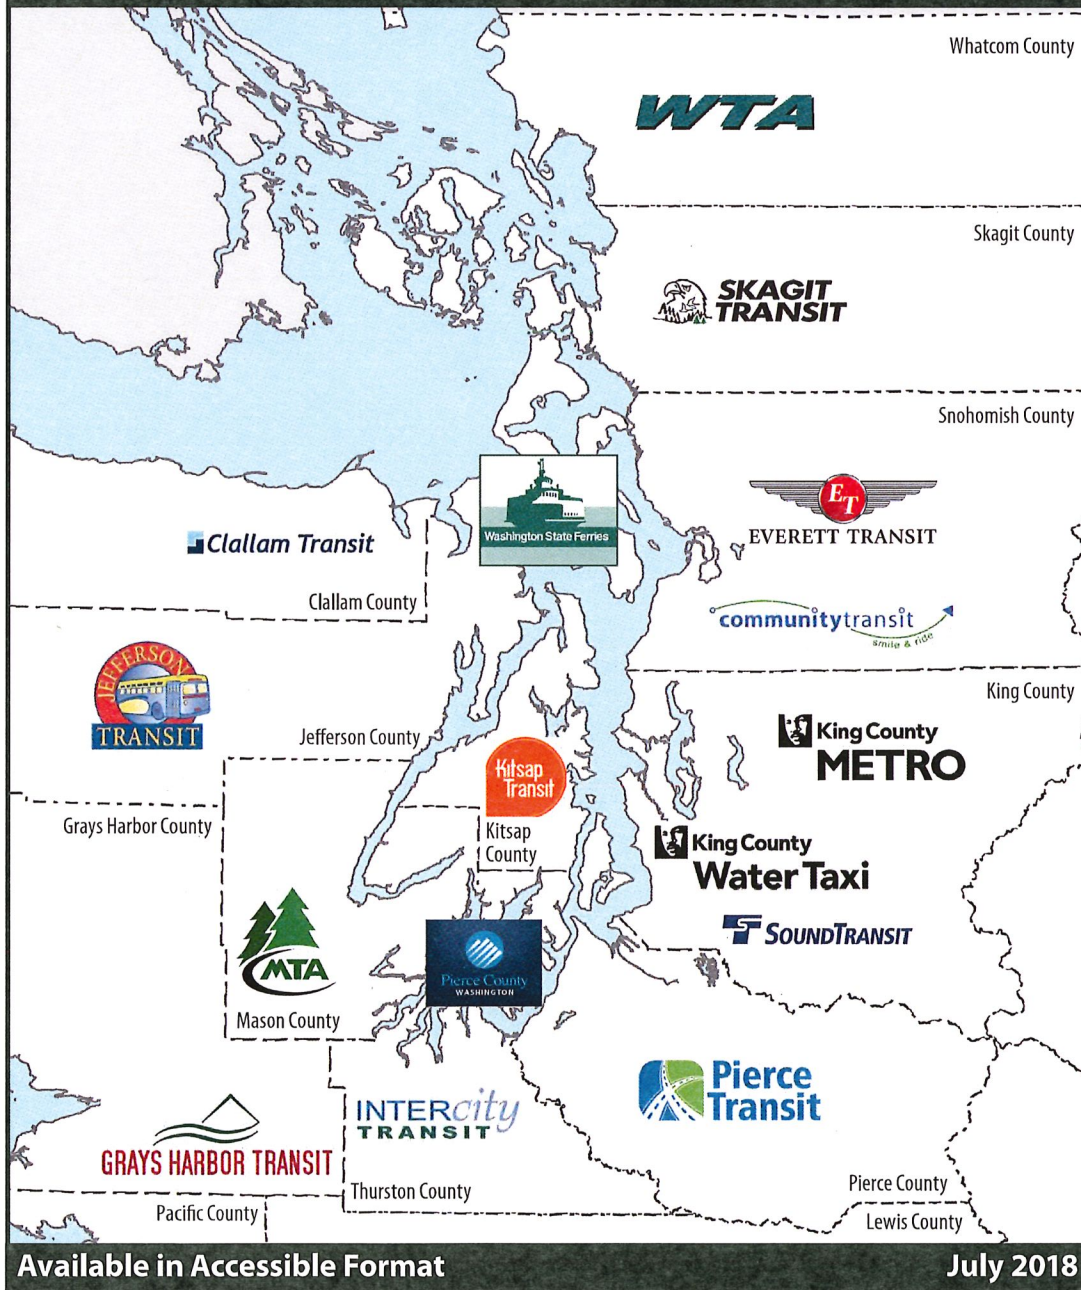 Whatcom County
WTA
Skagit County
SKAGIT
TRANSIT
Snohomish County
ET
EVERETT TRANSIT
Washington State Ferries
Clallam Transit
Clallam County
communitytransit
smile & ride
JEFFERSON
TRANSIT
King County
King County
METRO
Jefferson County
Kitsap
Transit
Grays Harbor County
Kitsap
County
King County
Water Taxi
SOUNDTRANSIT
MTA
Pierce County
WASHINGTON
Mason County
Pierce
Transit
INTERcity
TRANSIT
GRAYS HARBOR TRANSIT
Thurston County
Pierce County
Pacific County
Lewis County
Available in Accessible Format
July 2018